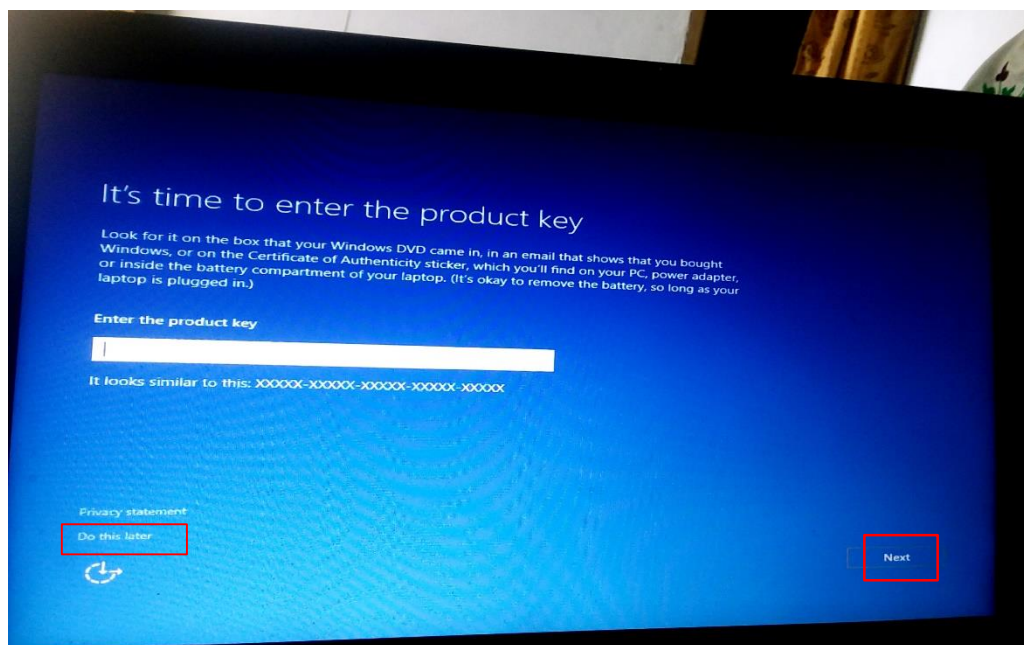 It's time to enter the product key
Look for it on the box that your Windows DVD came in, in an email that shows that you bought
Windows, or on the Certificate of Authenticity sticker, which you'll find on your PC, power adapter,
or inside the battery compartment of your laptop. (It's okay to remove the battery, so long as your
laptop is plugged in.)
Enter the product key
It looks similar to this: XXXXX-XXXXX-XXXXX-XXXXX-XXXXX
Privacy statement
Do this later
Next